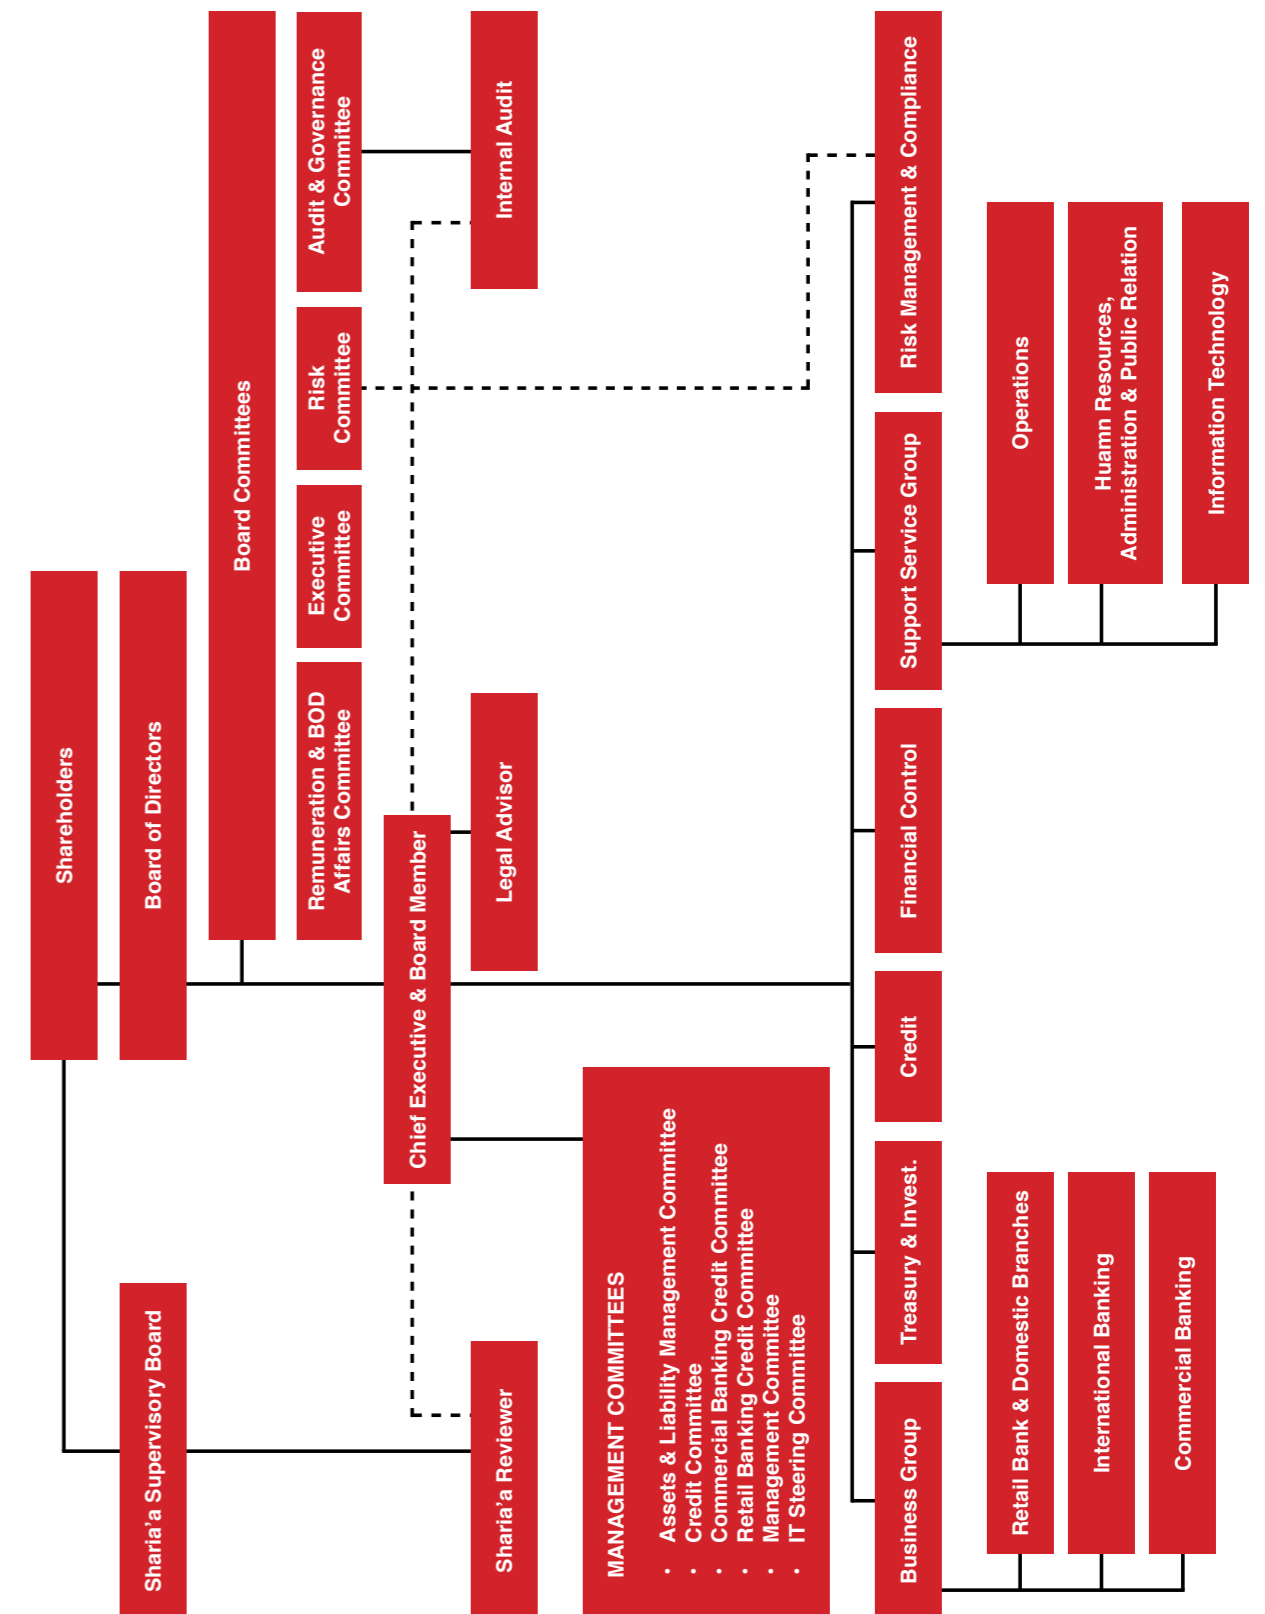 Shareholders
Sharia’a Supervisory Board
Board of Directors
Board Committees
Remuneration & BOD
Affairs Committee
Executive
Committee
Risk
Committee
Audit & Governance
Committee
Chief Executive & Board Member
Sharia’a Reviewer
Legal Advisor
Internal Audit
MANAGEMENT COMMITTEES
· Assets & Liability Management Committee
· Credit Committee
· Commercial Banking Credit Committee
· Retail Banking Credit Committee
· Management Committee
· IT Steering Committee
Business Group
Treasury & Invest.
Credit
Financial Control
Support Service Group
Risk Management & Compliance
Retail Bank & Domestic Branches
International Banking
Commercial Banking
Operations
Huamn Resources,
Administration & Public Relation
Information Technology